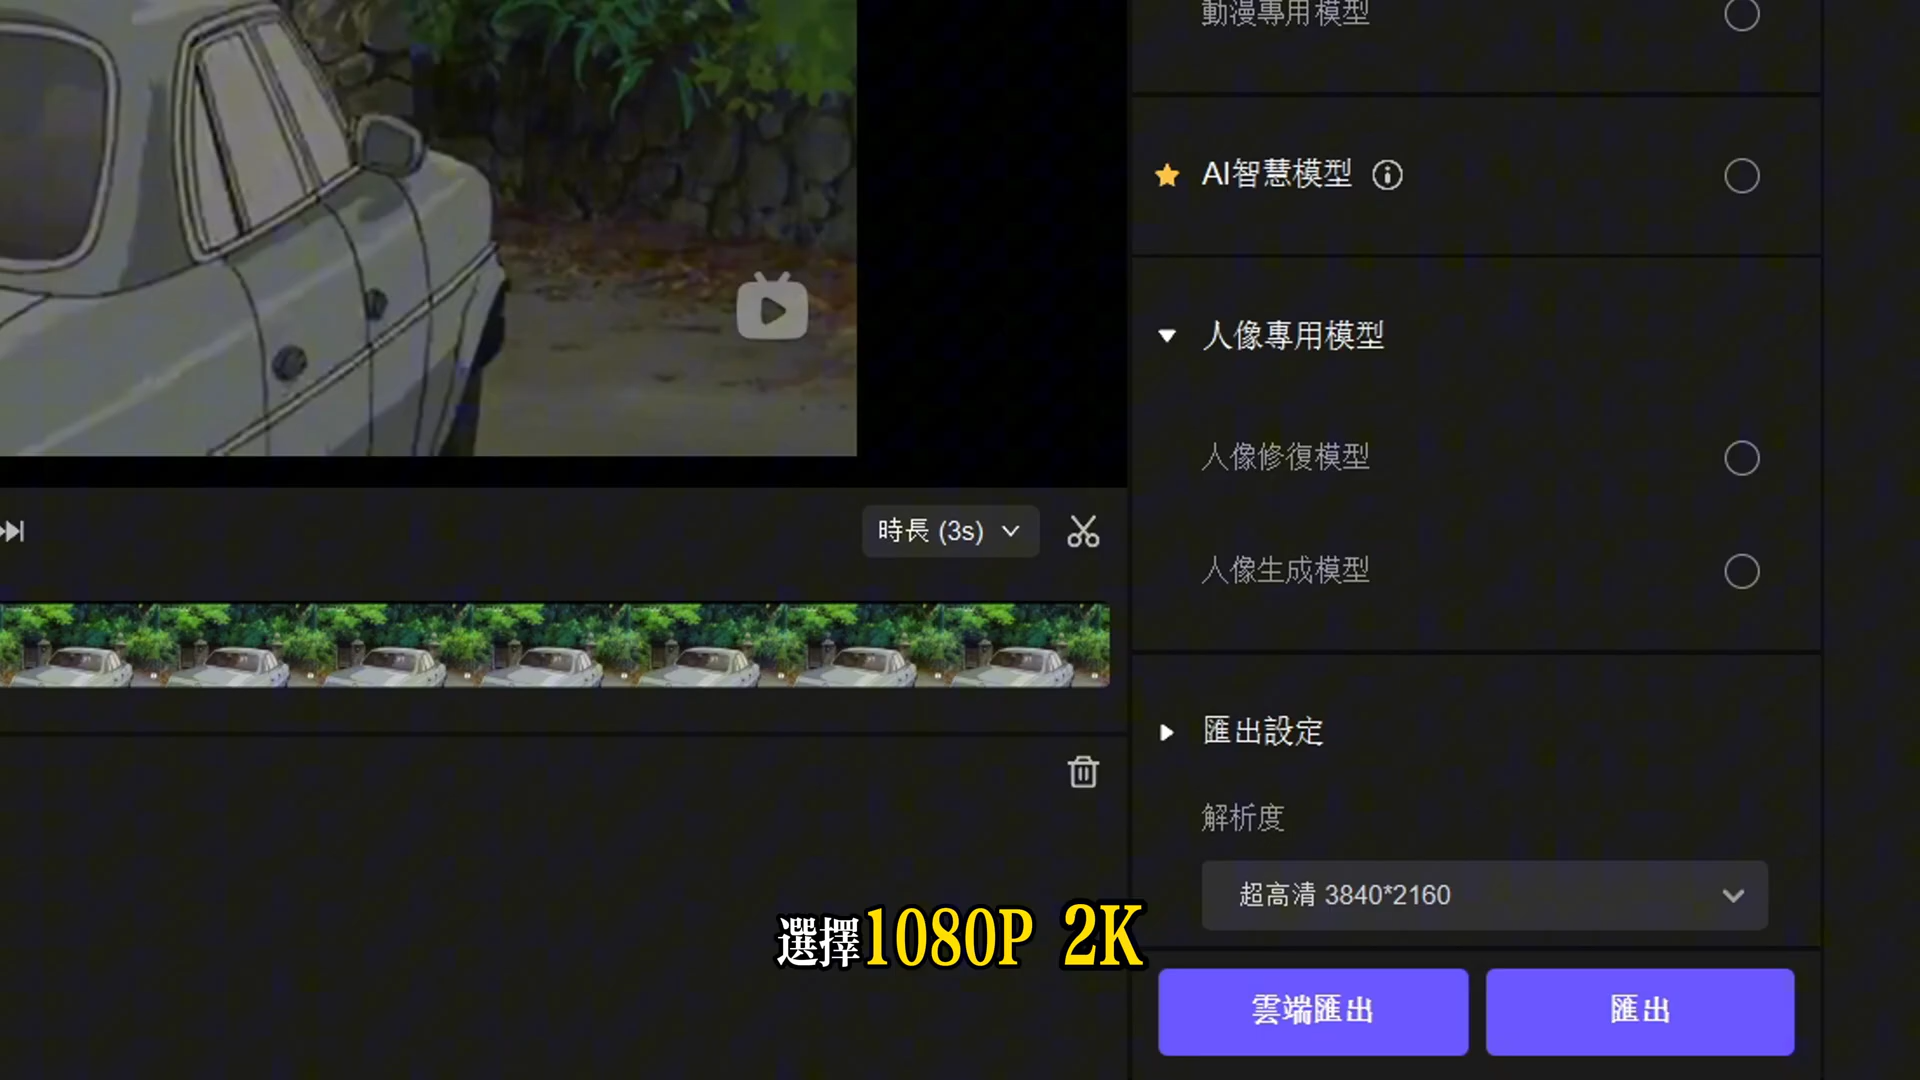 動漫專用模型
AI智慧模型
人像專用模型
人像修復模型
時長 (3s)
人像生成模型
匯出設定
解析度
超高清 3840*2160
選擇1080P 2K
雲端匯出
匯出